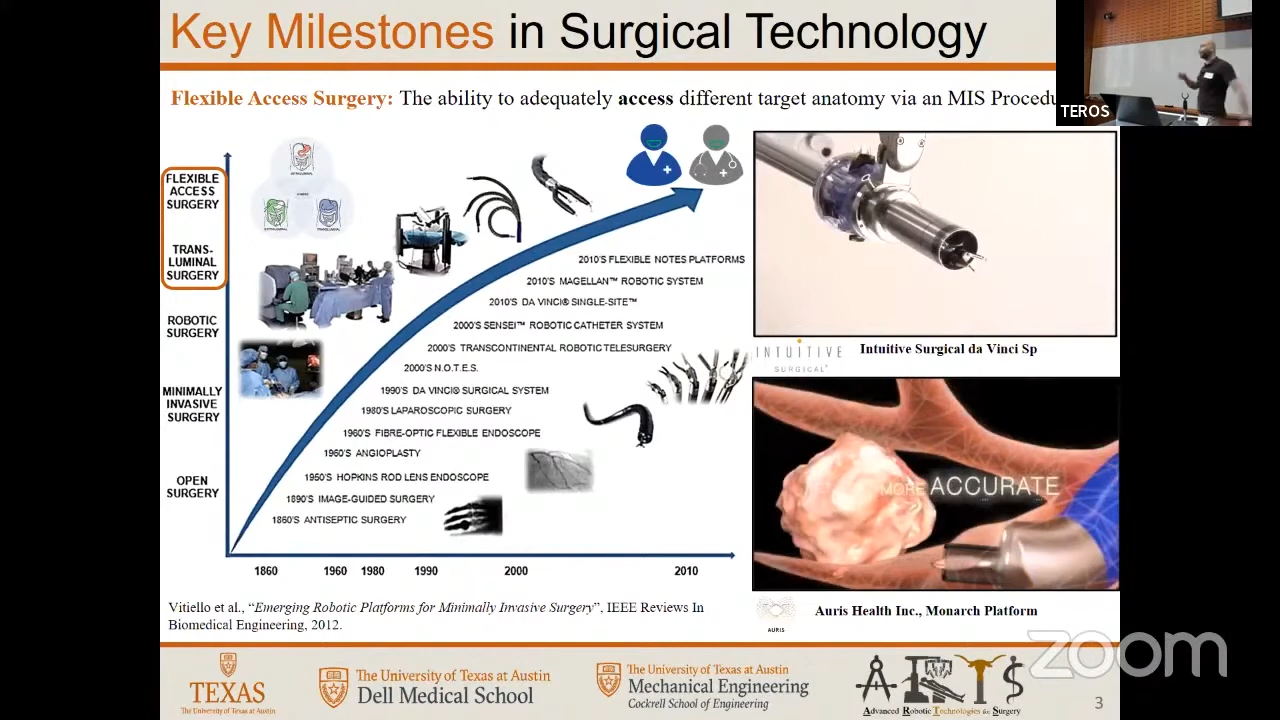 Key Milestones in Surgical Technology
TEROS
Flexible Access Surgery: The ability to adequately access different target anatomy via an MIS Procedu
FLEXIBLE
ACCESS
SURGERY
TRANS-
LUMINAL
SURGERY
ROBOTIC
SURGERY
MINIMALLY
INVASIVE
SURGERY
OPEN
SURGERY
2010'S FLEXIBLE NOTES PLATFORMS
2010'S MAGELLAN™ ROBOTIC SYSTEM
2010'S DA VINCI® SINGLE-SITE™
2000'S SENSEI™ ROBOTIC CATHETER SYSTEM
2000'S TRANSCONTINENTAL ROBOTIC TELESURGERY
2000'S N.O.T.E.S.
1990'S DA VINCI® SURGICAL SYSTEM
1980'S LAPAROSCOPIC SURGERY
1960'S FIBRE-OPTIC FLEXIBLE ENDOSCOPE
1960'S ANGIOPLASTY
1950'S HOPKINS ROD LENS ENDOSCOPE
1890'S IMAGE-GUIDED SURGERY
1860'S ANTISEPTIC SURGERY
1860 1960 1980 1990 2000 2010
INTUITIVE
SURGICAL®
Intuitive Surgical da Vinci Sp
MORE ACCURATE
AURIS
Auris Health Inc., Monarch Platform
Vitiello et al., “Emerging Robotic Platforms for Minimally Invasive Surgery”, IEEE Reviews In
Biomedical Engineering, 2012.
TEXAS
The University of Texas at Austin
The University of Texas at Austin
Dell Medical School
The University of Texas at Austin
Mechanical Engineering
Cockrell School of Engineering
ARTS
Advanced Robotic Technologies for Surgery
zoom
3